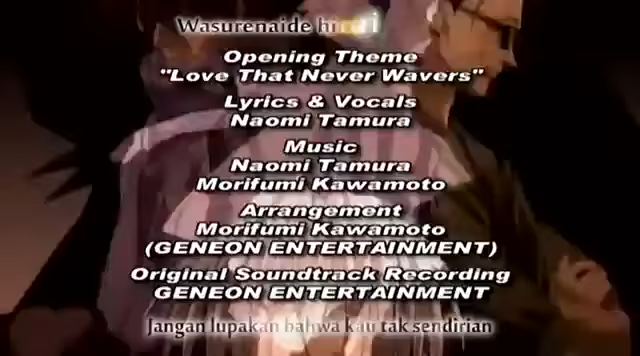 Wasurenaide
Opening Theme
"Love That Never Wavers"
Lyrics & Vocals
Naomi Tamura
Music
Naomi Tamura
Morifumi Kawamoto
Arrangement
Morifumi Kawamoto
(GENEON ENTERTAINMENT)
Original Soundtrack Recording
GENEON ENTERTAINMENT
Jangan lupakan bahwa kau tak sendirian